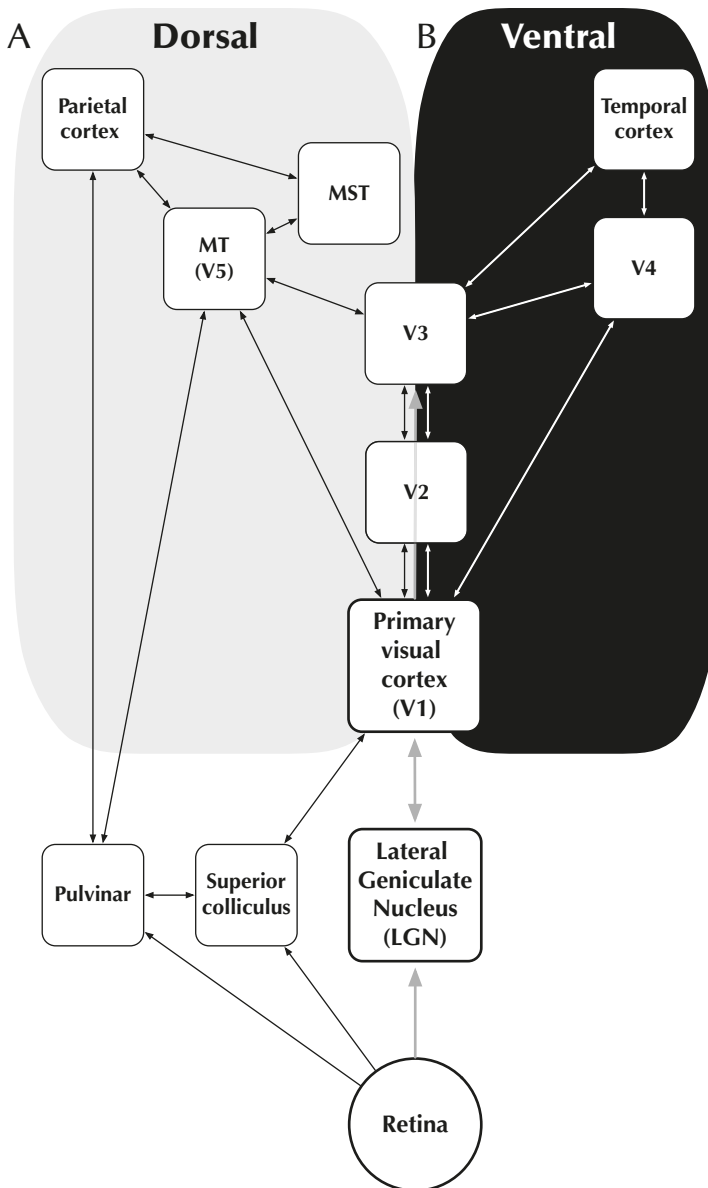 A
Dorsal
B
Ventral
Parietal
cortex
Temporal
cortex
MST
MT
(V5)
V4
V3
V2
Primary
visual
cortex
(V1)
Pulvinar
Superior
colliculus
Lateral
Geniculate
Nucleus
(LGN)
Retina